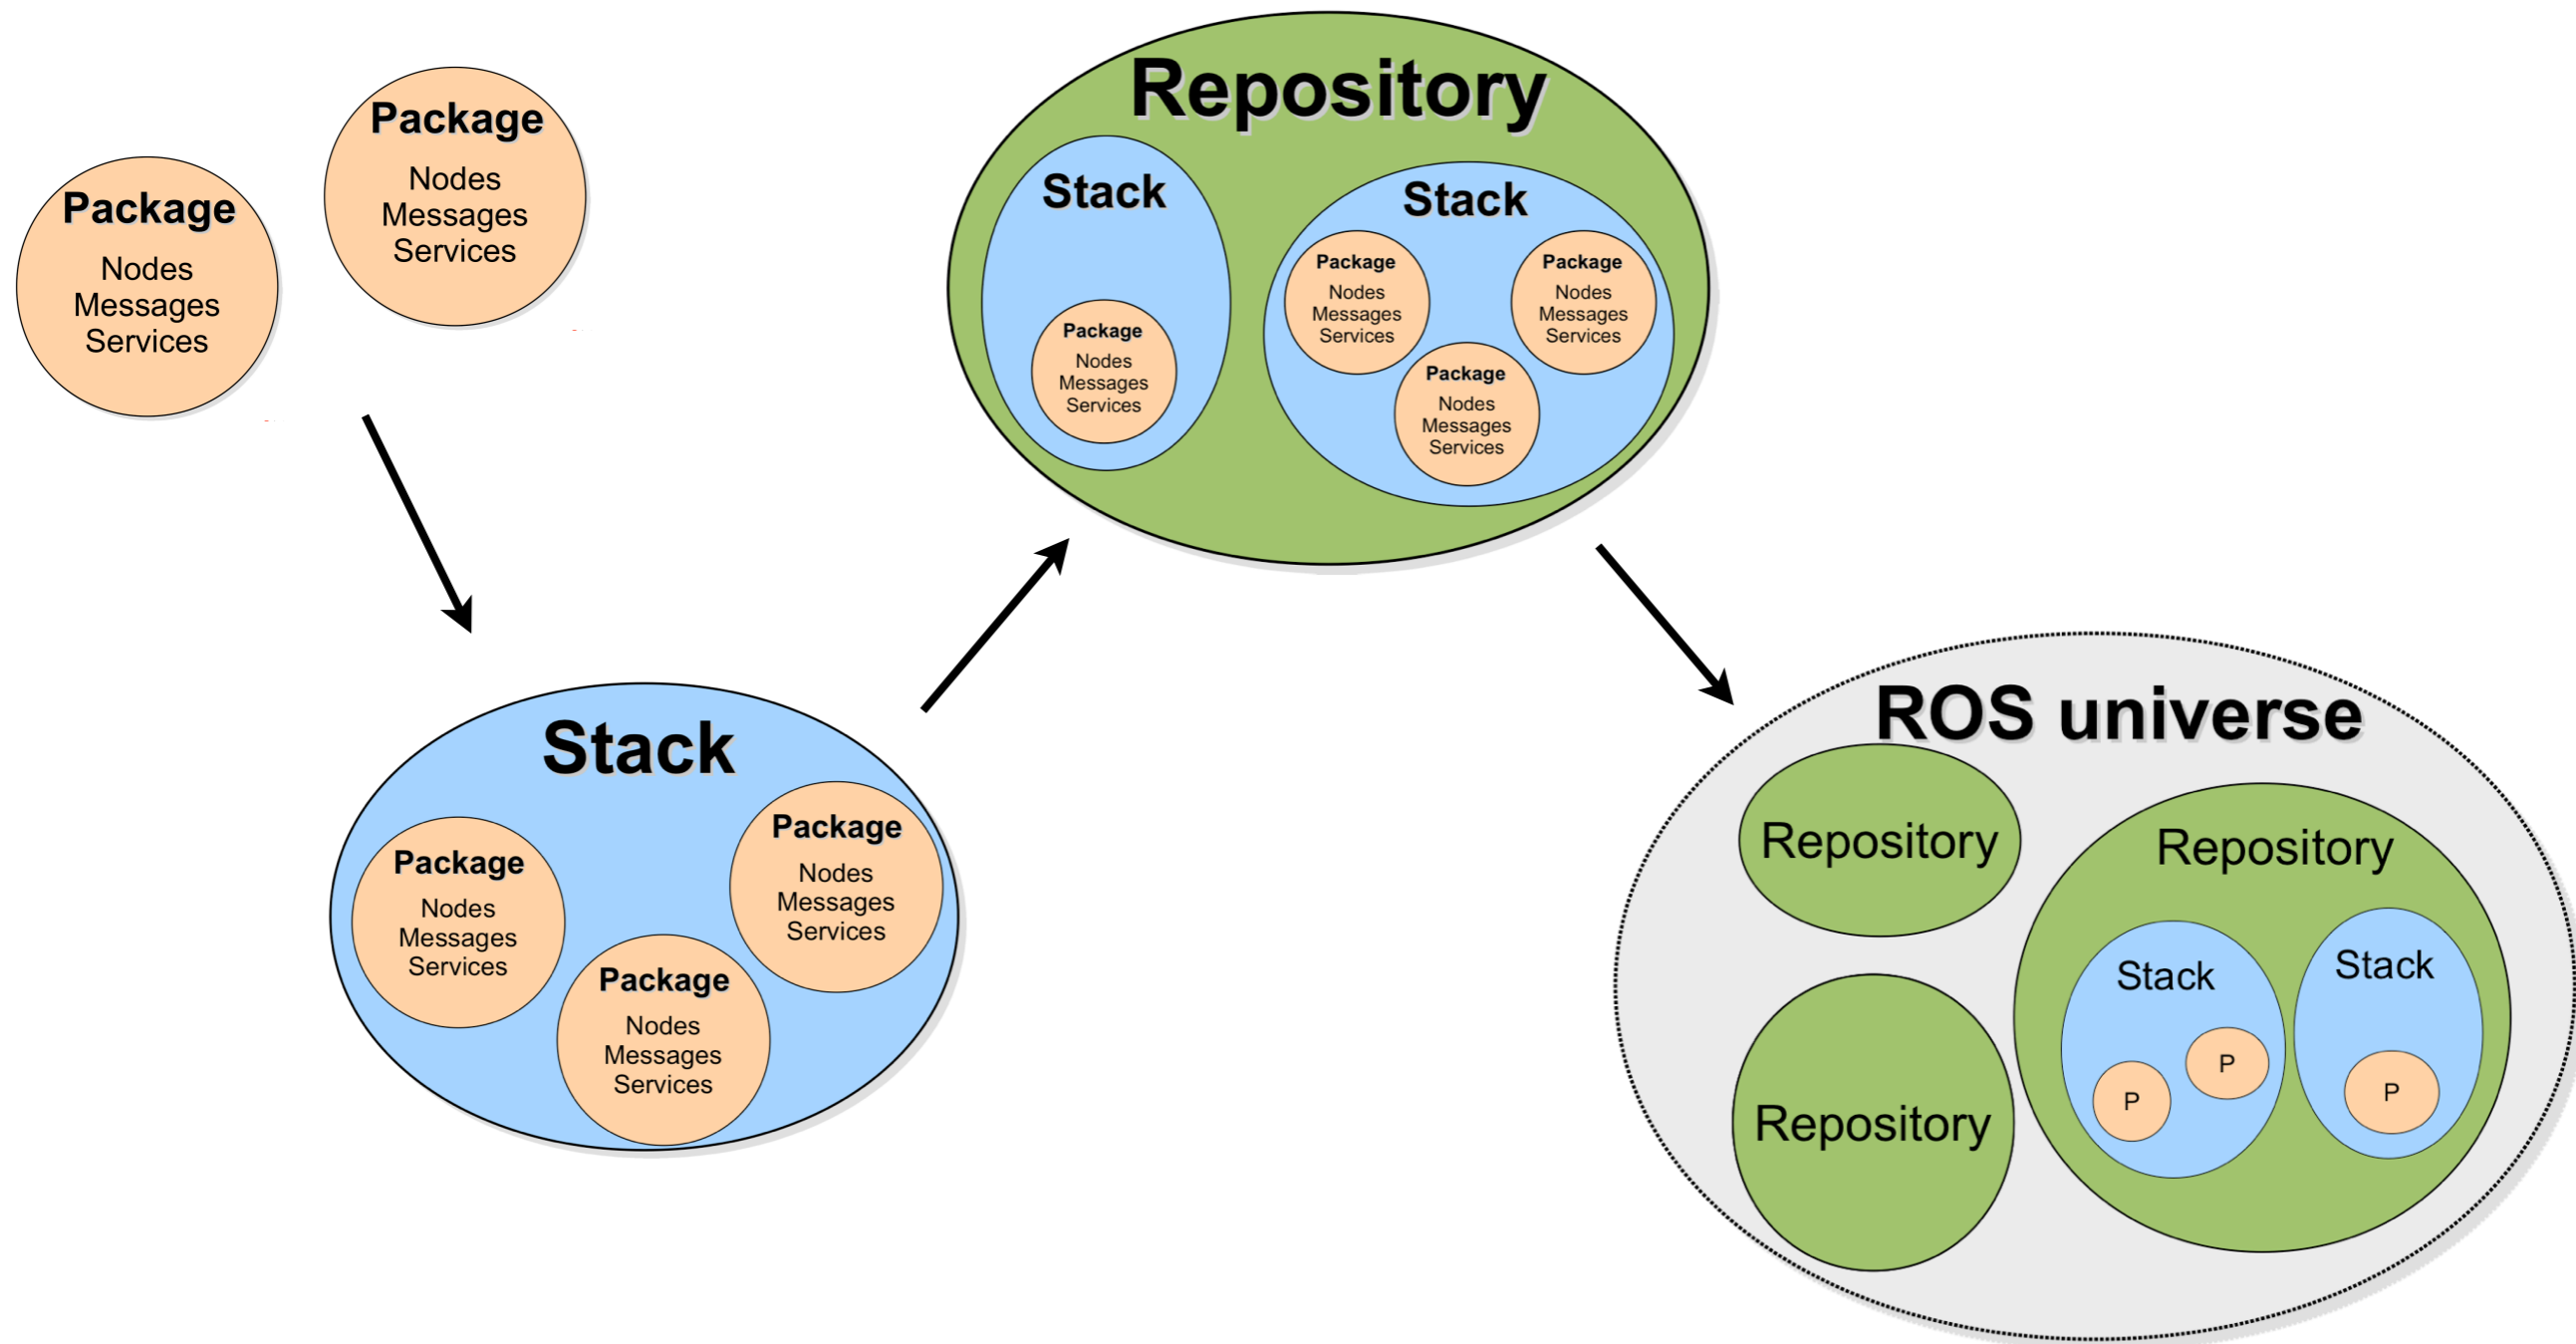 Package
Nodes
Messages
Services
Package
Nodes
Messages
Services
Stack
Package
Nodes
Messages
Services
Package
Nodes
Messages
Services
Package
Nodes
Messages
Services
Repository
Stack
Package
Nodes
Messages
Services
Stack
Package
Nodes
Messages
Services
Package
Nodes
Messages
Services
Package
Nodes
Messages
Services
ROS universe
Repository
Repository
Repository
Stack
P
P
Stack
P